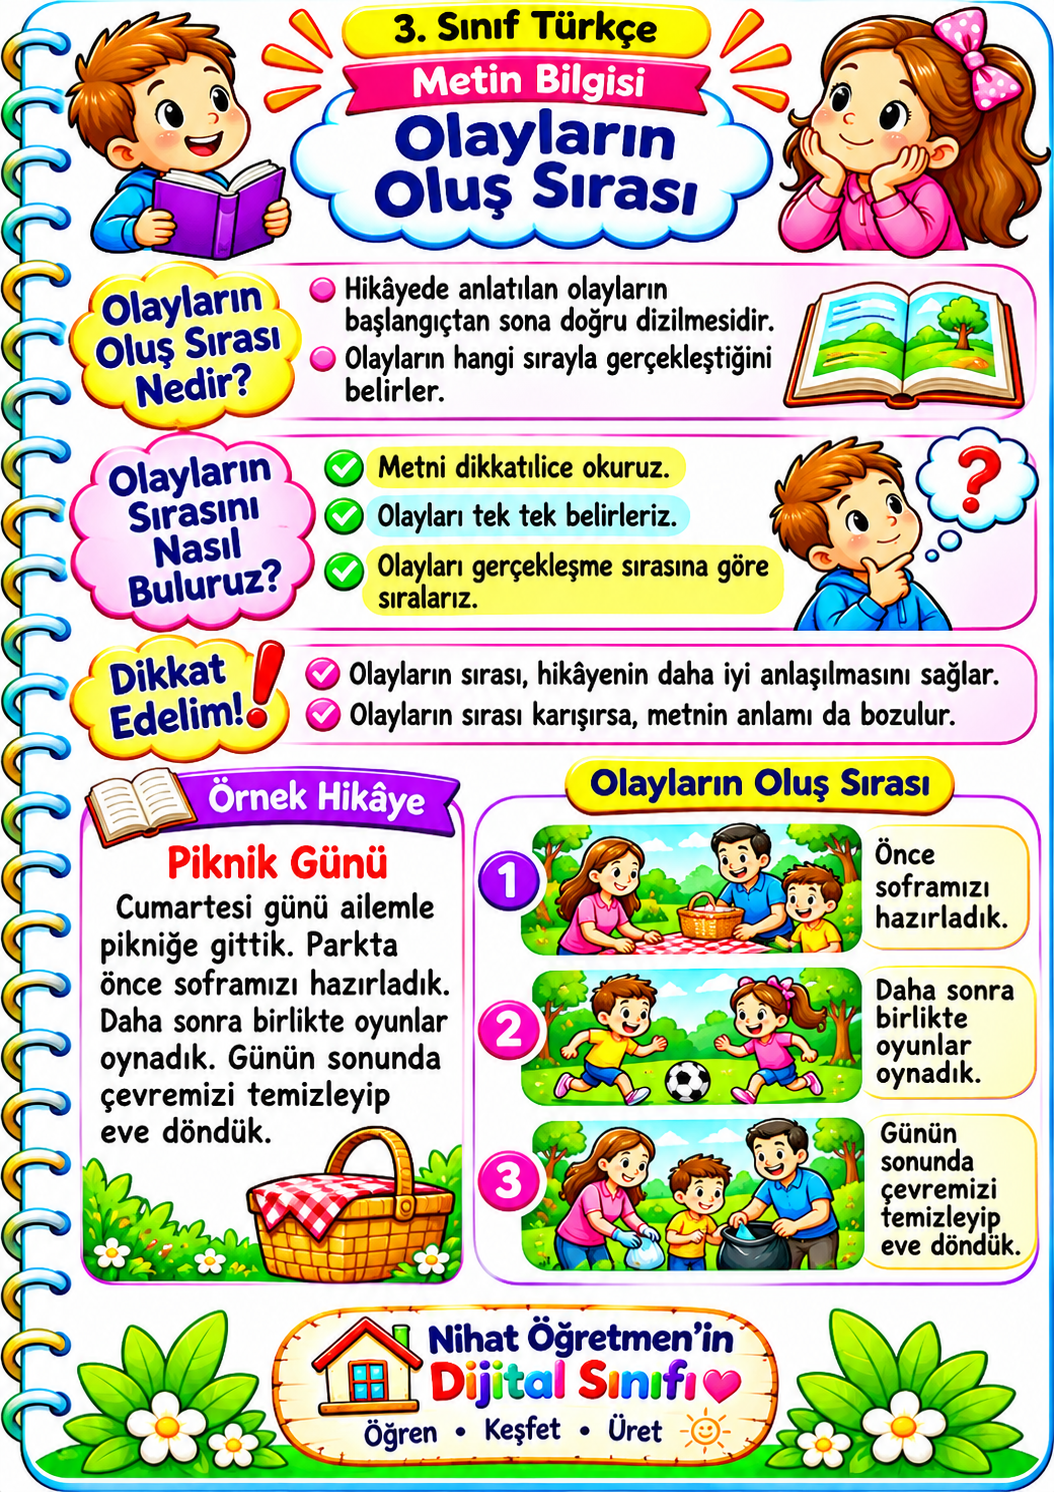 3. Sınıf Türkçe
Metin Bilgisi
Olayların
Oluş Sırası
Olayların
Oluş Sırası
Nedir?
Hikâyede anlatılan olayların
başlangıçtan sona doğru dizilmesidir.
Olayların hangi sırayla gerçekleştiğini
belirler.
Olayların
Sırasını
Nasıl
Buluruz?
Metni dikkatılice okuruz.
Olayları tek tek belirleriz.
Olayları gerçekleşme sırasına göre
sıralarız.
?
Dikkat
Edelim!
Olayların sırası, hikâyenin daha iyi anlaşılmasını sağlar.
Olayların sırası karışırsa, metnin anlamı da bozulur.
Örnek Hikâye
Piknik Günü
Cumartesi günü ailemle
pikniğe gittik. Parkta
önce soframızı hazırladık.
Daha sonra birlikte oyunlar
oynadık. Günün sonunda
çevremizi temizleyip
eve döndük.
Olayların Oluş Sırası
1
Önce
soframızı
hazırladık.
2
Daha sonra
birlikte
oyunlar
oynadık.
3
Günün
sonunda
çevremizi
temizleyip
eve döndük.
Nihat Öğretmen'in
Dijital Sınıfı
Öğren • Keşfet • Üret